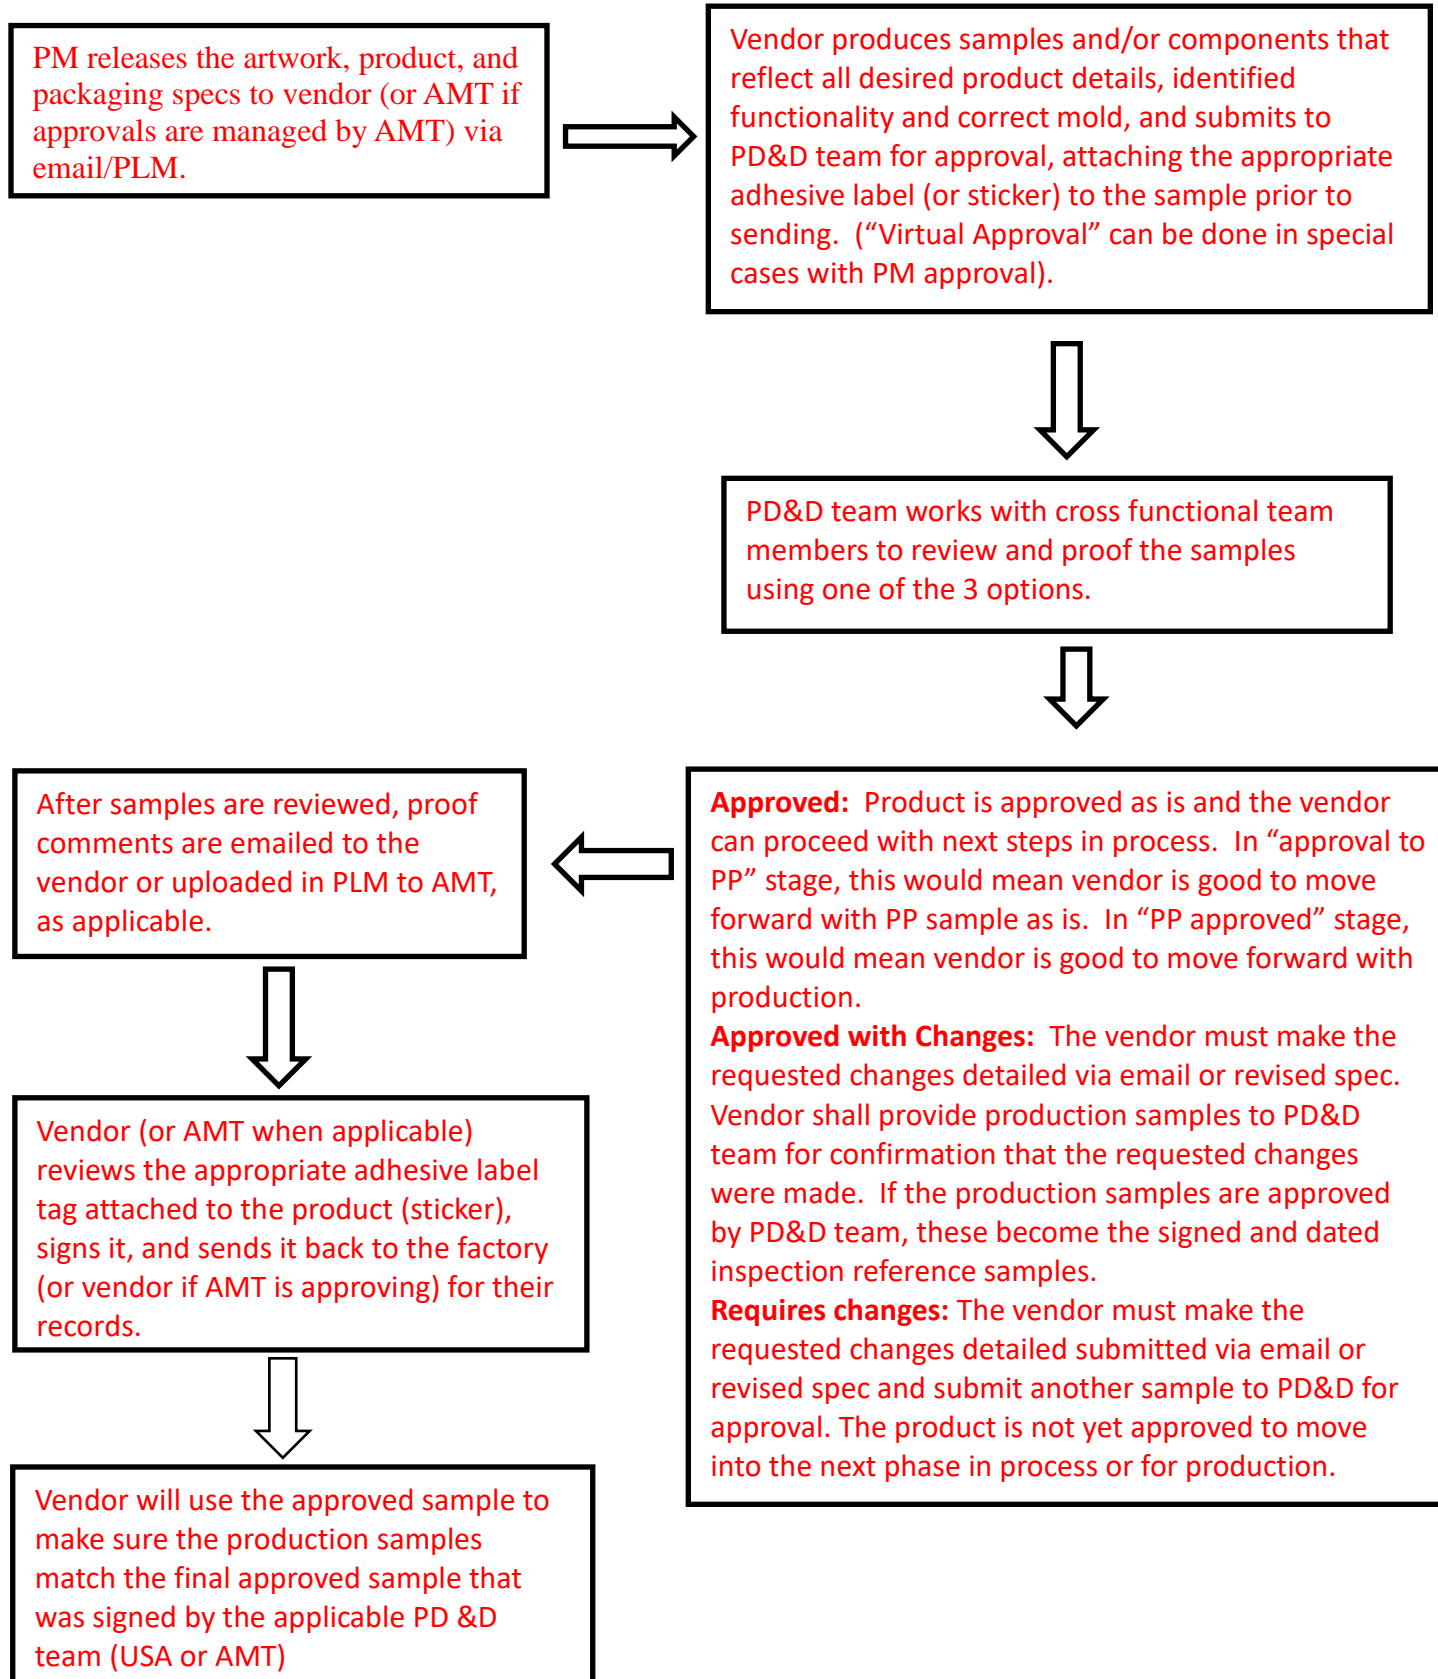 PM releases the artwork, product, and
packaging specs to vendor (or AMT if
approvals are managed by AMT) via
email/PLM.
Vendor produces samples and/or components that
reflect all desired product details, identified
functionality and correct mold, and submits to
PD&D team for approval, attaching the appropriate
adhesive label (or sticker) to the sample prior to
sending.  (“Virtual Approval” can be done in special
cases with PM approval).
PD&D team works with cross functional team
members to review and proof the samples
using one of the 3 options.
Approved:  Product is approved as is and the vendor
can proceed with next steps in process.  In “approval to
PP” stage, this would mean vendor is good to move
forward with PP sample as is.  In “PP approved” stage,
this would mean vendor is good to move forward with
production.
Approved with Changes:  The vendor must make the
requested changes detailed via email or revised spec.
Vendor shall provide production samples to PD&D
team for confirmation that the requested changes
were made.  If the production samples are approved
by PD&D team, these become the signed and dated
inspection reference samples.
Requires changes: The vendor must make the
requested changes detailed submitted via email or
revised spec and submit another sample to PD&D for
approval. The product is not yet approved to move
into the next phase in process or for production.
After samples are reviewed, proof
comments are emailed to the
vendor or uploaded in PLM to AMT,
as applicable.
Vendor (or AMT when applicable)
reviews the appropriate adhesive label
tag attached to the product (sticker),
signs it, and sends it back to the factory
(or vendor if AMT is approving) for their
records.
Vendor will use the approved sample to
make sure the production samples
match the final approved sample that
was signed by the applicable PD &D
team (USA or AMT)